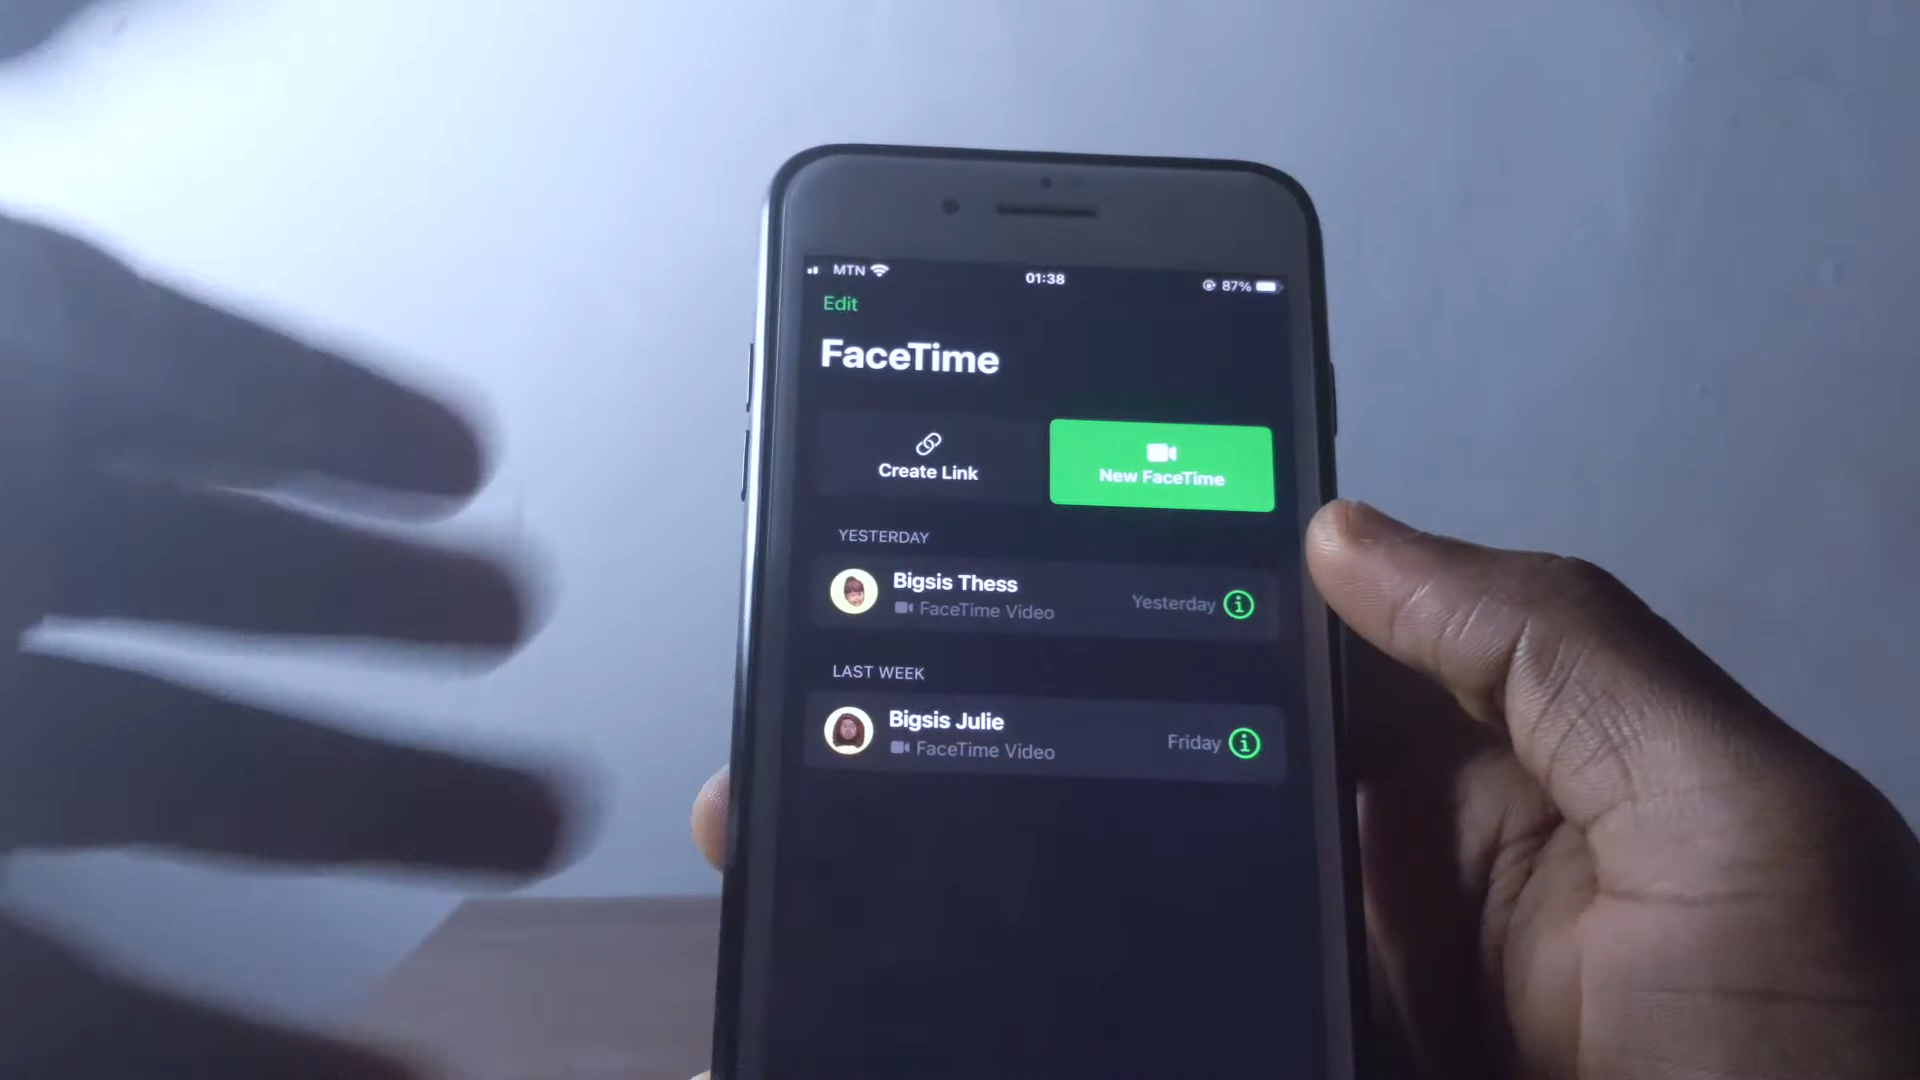 MTN
01:38
87%
Edit
FaceTime
Create Link
New FaceTime
YESTERDAY
Bigsis Thess
FaceTime Video
Yesterday
LAST WEEK
Bigsis Julie
FaceTime Video
Friday